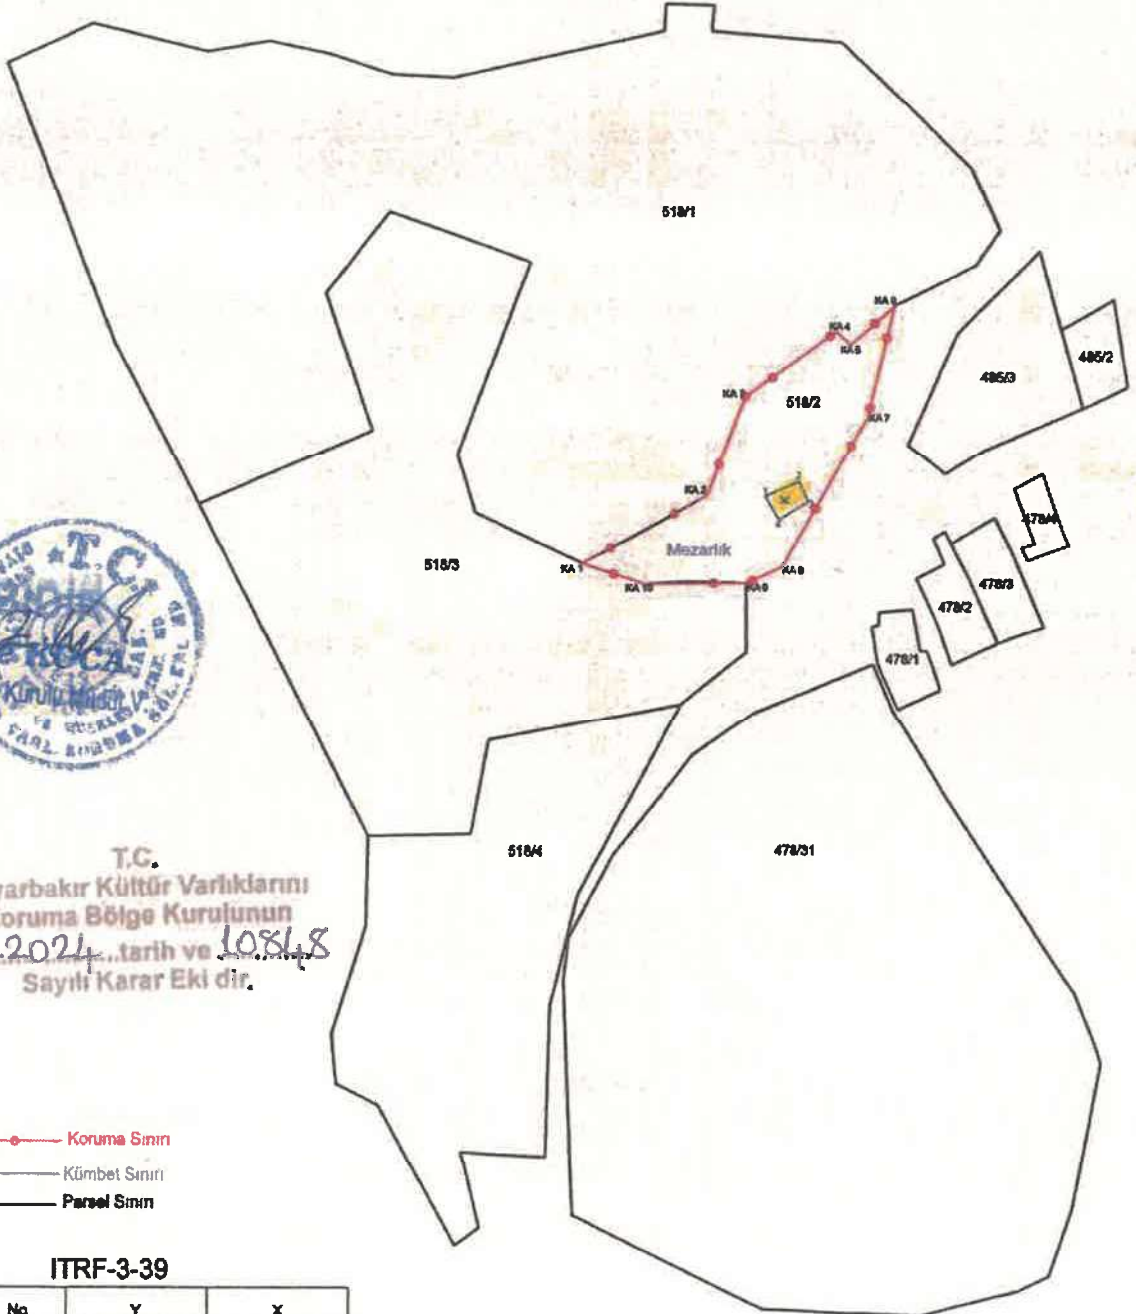 518/1
KA 6
KA 4
KA 5
485/2
485/3
KA 3
518/2
KA 7
KA 2
478/4
Mezarlık
518/3
KA 1
KA 8
KA 10
KA 9
478/3
478/2
478/1
T.C.
518/4
478/31
T.C.
arbakır Kültür Varlıklarını
oruma Bölge Kurulunun
.2024 tarih ve 10848
Sayılı Karar Eki dir.
Koruma Sınırı
Kümbet Sınırı
Parsel Sınırı
ITRF-3-39
No Y X